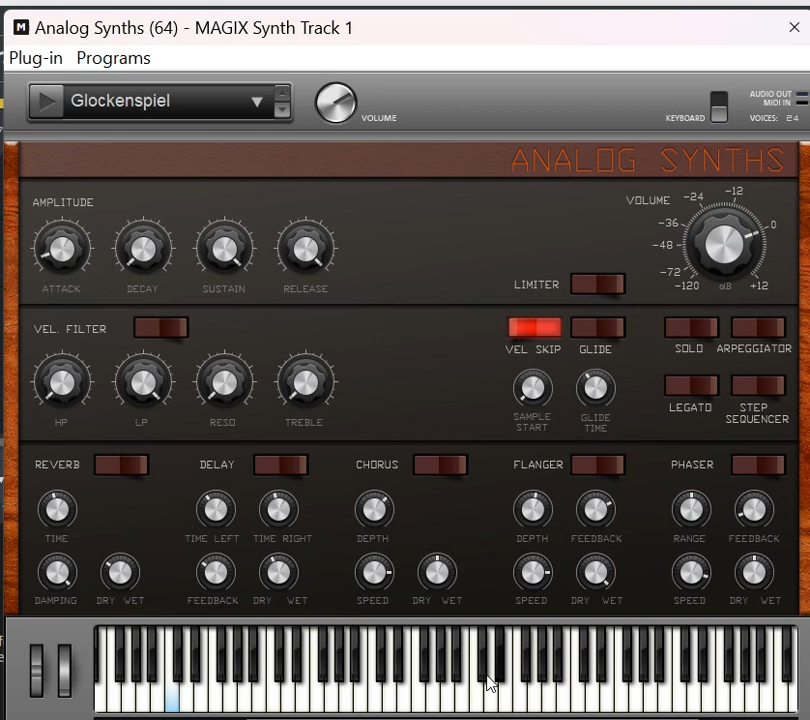 M Analog Synths (64) - MAGIX Synth Track 1
Plug-in Programs
Glockenspiel
VOLUME
KEYBOARD
AUDIO OUT
MIDI IN
VOICES: 24
ANALOG SYNTHS
AMPLITUDE
ATTACK DECAY SUSTAIN RELEASE
VOLUME
-120 -72 -48 -36 -24 -12 0 +12
dB
LIMITER
VEL. FILTER
HP LP RESO TREBLE
VEL SKIP GLIDE SOLO ARPEGGIATOR
SAMPLE START
GLIDE TIME
LEGATO
STEP SEQUENCER
REVERB DELAY CHORUS FLANGER PHASER
TIME TIME LEFT TIME RIGHT DEPTH DEPTH FEEDBACK RANGE FEEDBACK
DAMPING DRY WET FEEDBACK DRY WET SPEED DRY WET SPEED DRY WET SPEED DRY WET